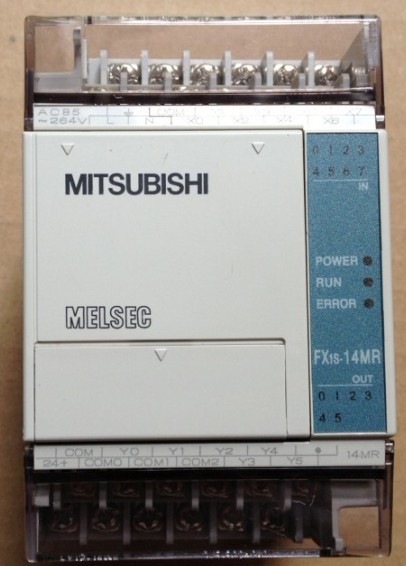 AC85
~264V
L
N
COM
X0
X7
X6
0 1 2 3
4 5 6 7
IN
MITSUBISHI
POWER
RUN
ERROR
MELSEC
FX1S-14MR
OUT
0 1 2 3
4 5
COM Y0 Y1 Y2 Y4
24+ COM0 COM1 COM2 Y3 Y5 14MR